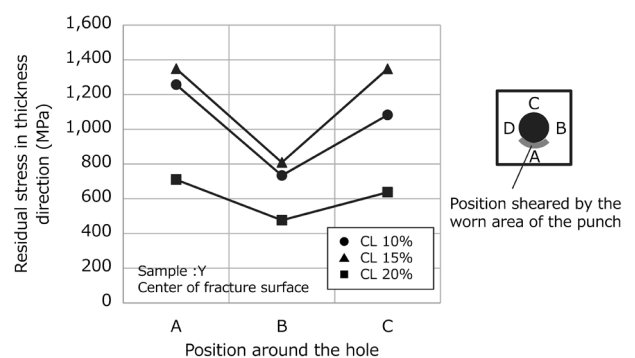 Residual stress in thickness
direction (MPa)
1,600
1,400
1,200
1,000
800
600
400
200
0
Sample :Y
Center of fracture surface
CL 10%
CL 15%
CL 20%
A
B
C
Position around the hole
C
D
B
A
Position sheared by the
worn area of the punch